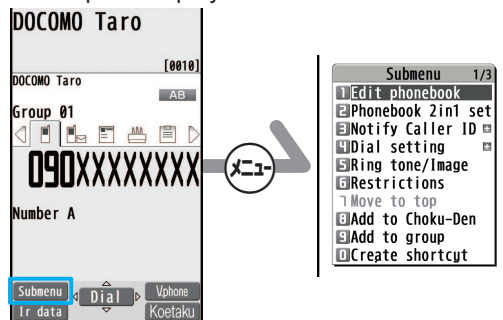 DOCOMO Taro
[0010]
DOCOMO Taro
AB
Group 01
090XXXXXXXX
Number A
Submenu
Dial
V.phone
Ir data
Koetaku
メニュー
Submenu 1/3
1 Edit phonebook
2 Phonebook 2in1 set
3 Notify Caller ID
4 Dial setting
5 Ring tone/Image
6 Restrictions
7 Move to top
8 Add to Choku-Den
9 Add to group
0 Create shortcut